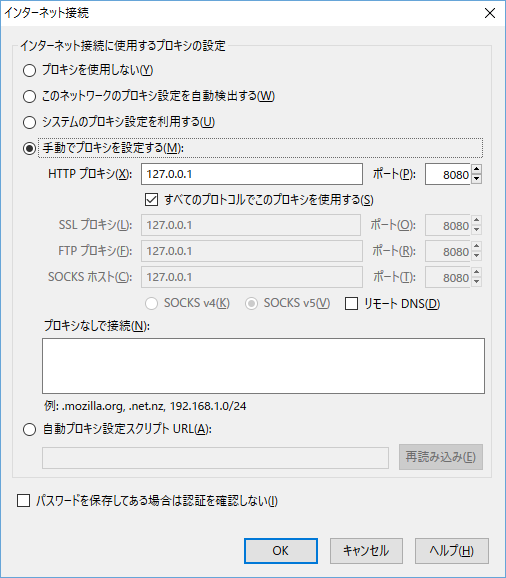 インターネット接続
インターネット接続に使用するプロキシの設定
プロキシを使用しない(Y)
このネットワークのプロキシ設定を自動検出する(W)
システムのプロキシ設定を利用する(U)
手動でプロキシを設定する(M):
HTTP プロキシ(X): 127.0.0.1 ポート(P): 8080
すべてのプロトコルでこのプロキシを使用する(S)
SSL プロキシ(L): 127.0.0.1 ポート(O): 8080
FTP プロキシ(F): 127.0.0.1 ポート(R): 8080
SOCKS ホスト(C): 127.0.0.1 ポート(T): 8080
SOCKS v4(K) SOCKS v5(V) リモート DNS(D)
プロキシなしで接続(N):
例: .mozilla.org, .net.nz, 192.168.1.0/24
自動プロキシ設定スクリプト URL(A):
再読み込み(E)
パスワードを保存してある場合は認証を確認しない(I)
OK キャンセル ヘルプ(H)